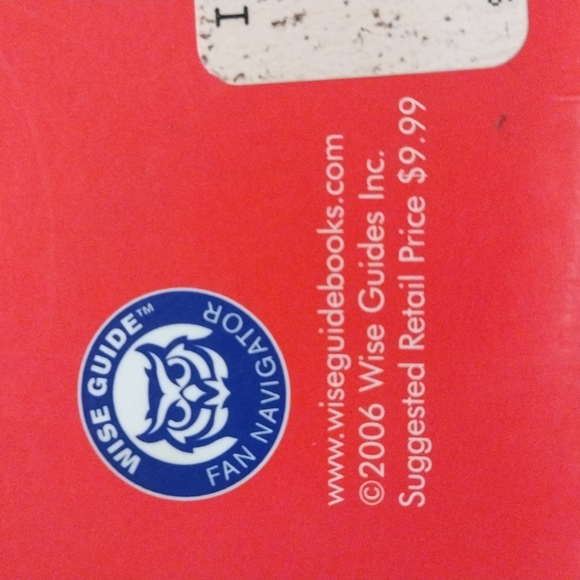 WISE GUIDE™
FAN NAVIGATOR
www.wiseguidebooks.com
©2006 Wise Guides Inc.
Suggested Retail Price $9.99